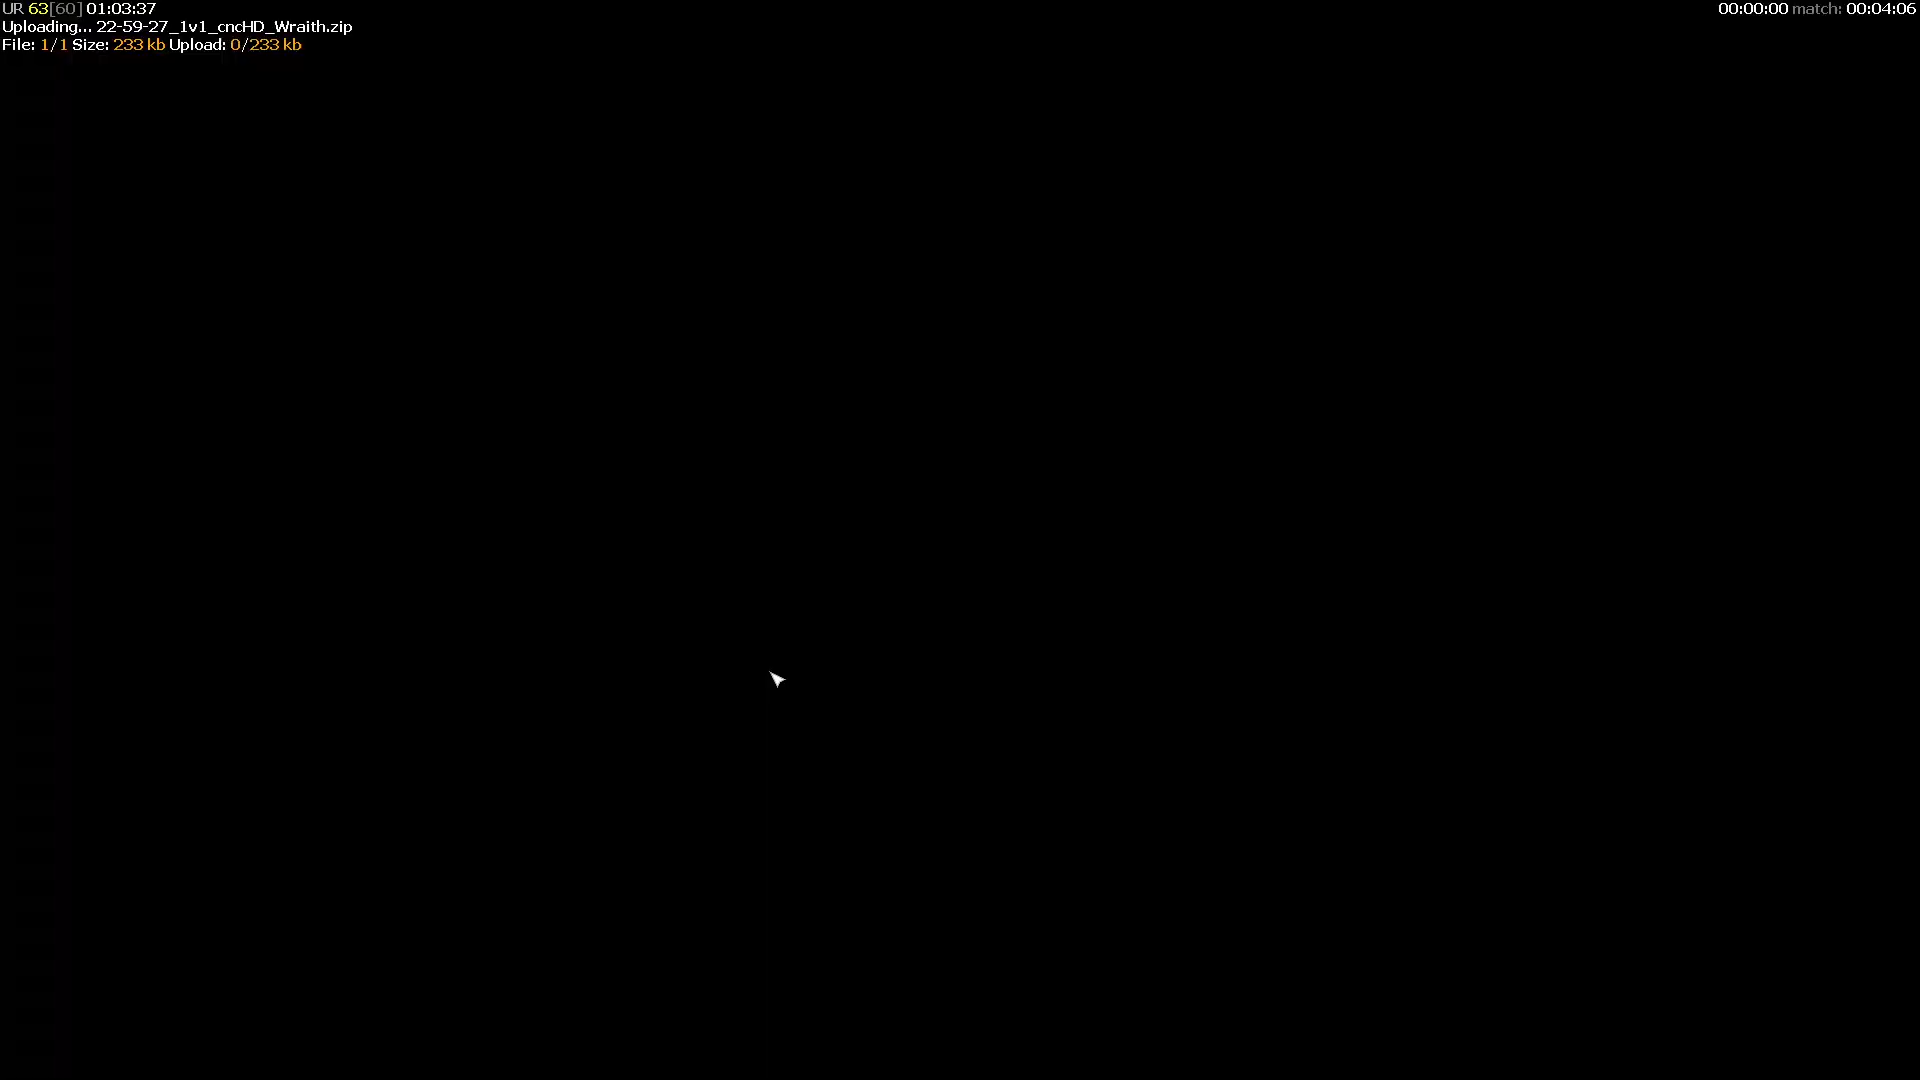 UR 63[60] 01:03:37 00:00:00 match: 00:04:06
Uploading... 22-59-27_1v1_cncHD_Wraith.zip
File: 1/1 Size: 233 kb Upload: 0/233 kb